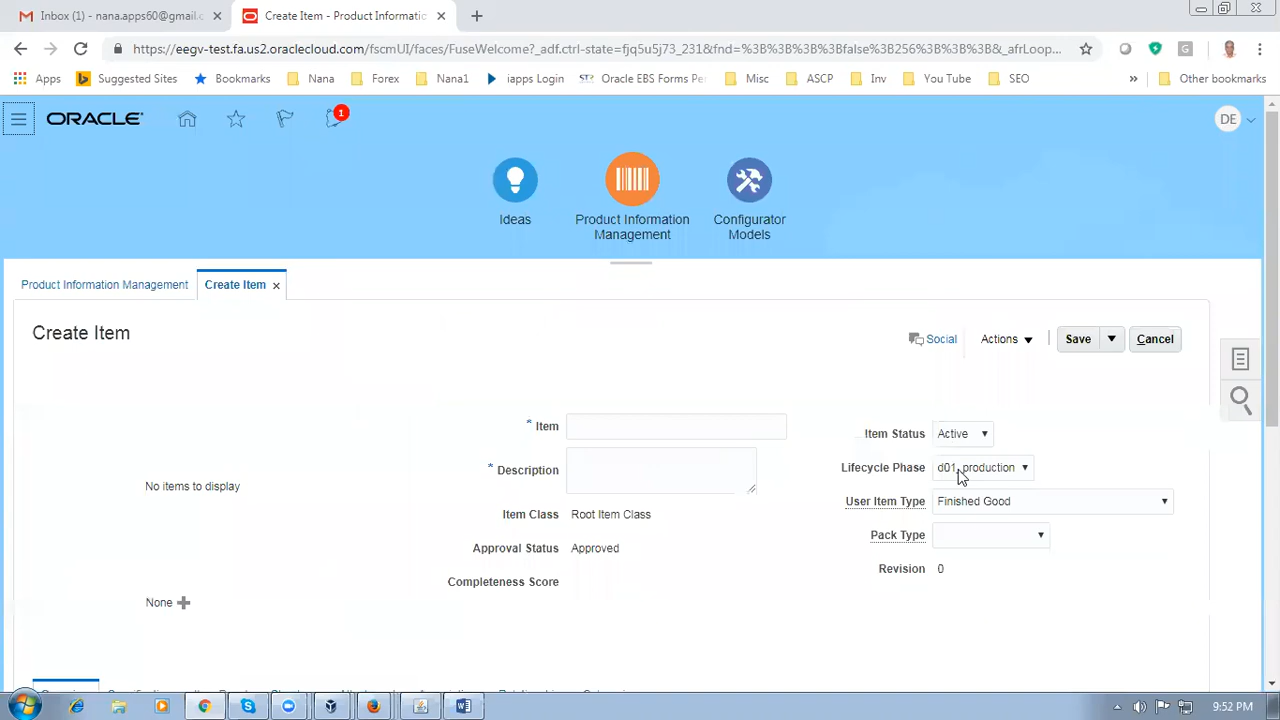 Inbox (1) - nana.apps60@gmail.c
Create Item - Product Informatic
https://eegv-test.fa.us2.oraclecloud.com/fscmUI/faces/FuseWelcome?_adf.ctrl-state=fjq5u5j73_231&fnd=%3B%3B%3B%3Bfalse%3B256%3B%3B%3B&_afrLoop...
Apps Suggested Sites Bookmarks Nana Forex Nana1 iapps Login Oracle EBS Forms Pe Misc ASCP Inv You Tube SEO » Other bookmarks
ORACLE 1 DE
Ideas
Product Information Management
Configurator Models
Product Information Management Create Item
Create Item
Social Actions Save Cancel
* Item
* Description
Item Class Root Item Class
Approval Status Approved
Completeness Score
Item Status Active
Lifecycle Phase d01_production
User Item Type Finished Good
Pack Type
Revision 0
No items to display
None
9:52 PM